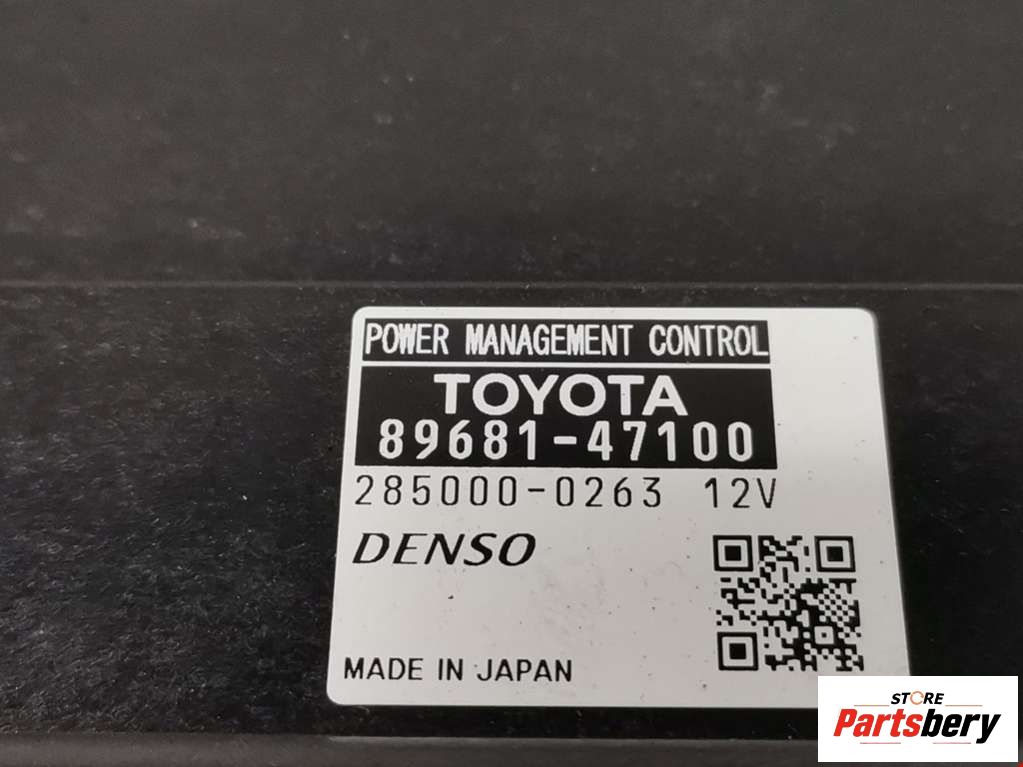 POWER MANAGEMENT CONTROL
TOYOTA
89681-47100
285000-0263 12V
DENSO
MADE IN JAPAN
STORE
Partsbery